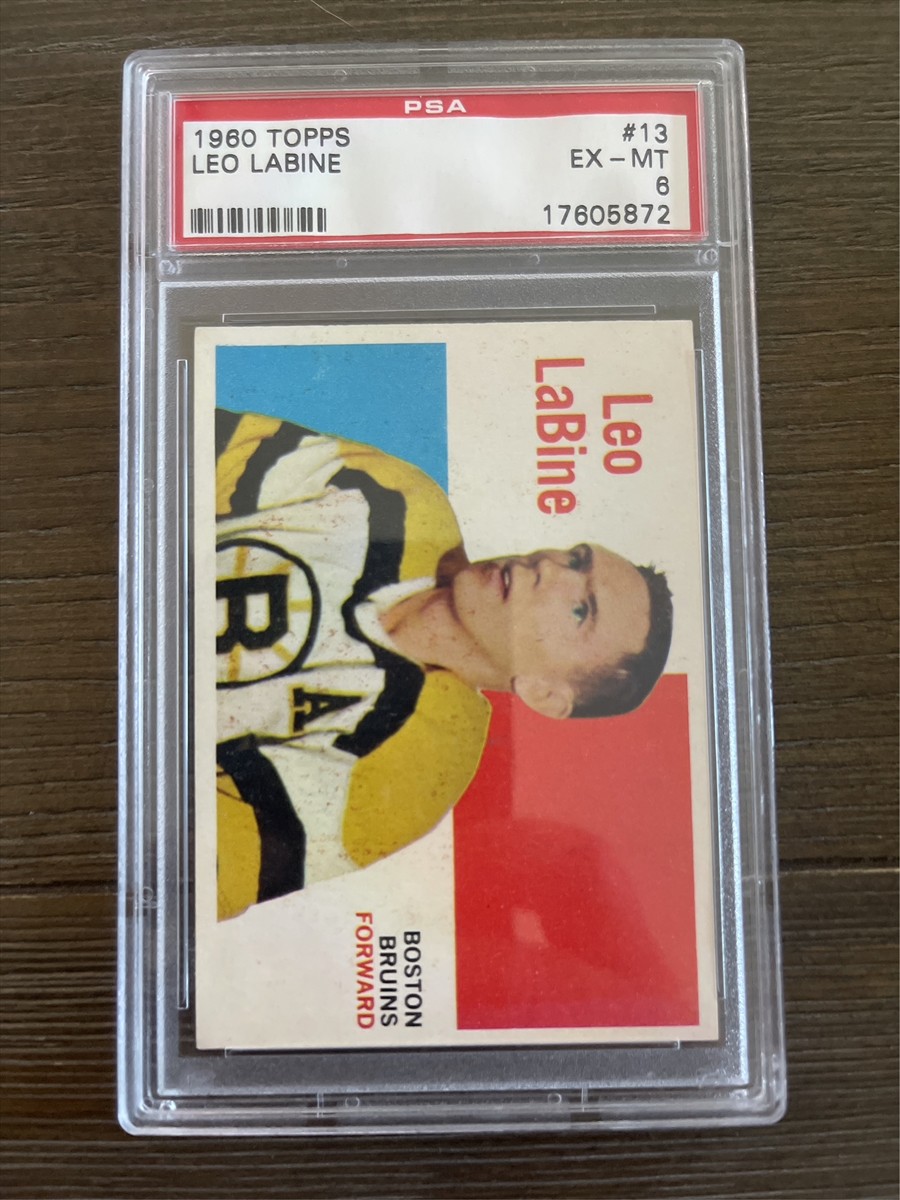 PSA
1960 TOPPS
#13
LEO LABINE
EX - MT
6
17605872
Leo
LaBine
B
A
BOSTON
BRUINS
FORWARD